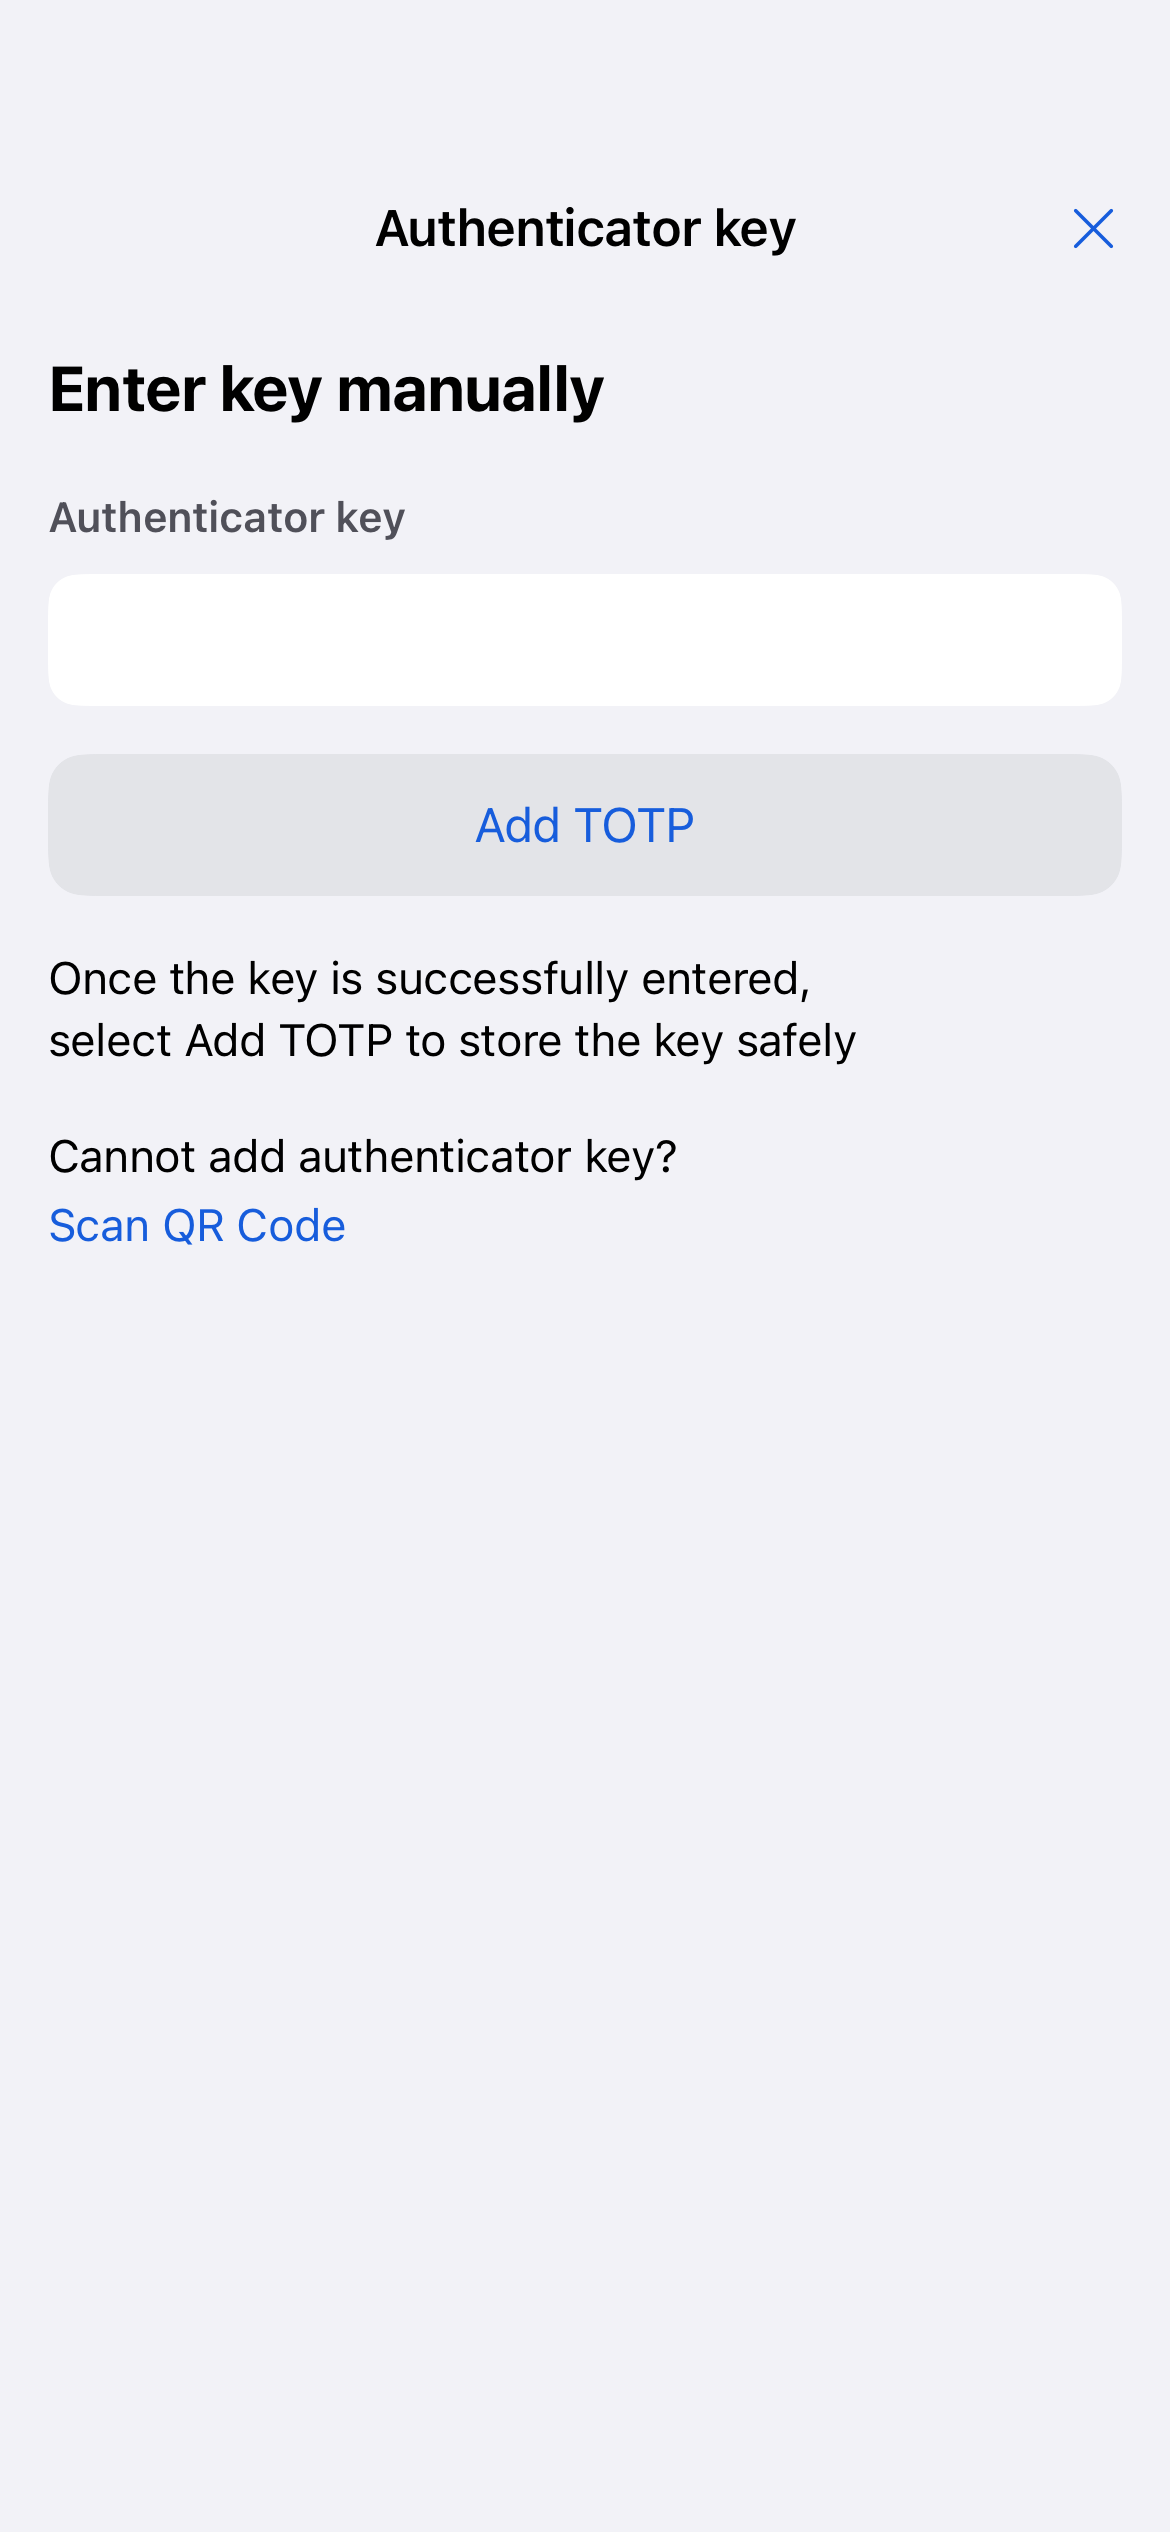 Authenticator key
Enter key manually
Authenticator key
Add TOTP
Once the key is successfully entered,
select Add TOTP to store the key safely
Cannot add authenticator key?
Scan QR Code